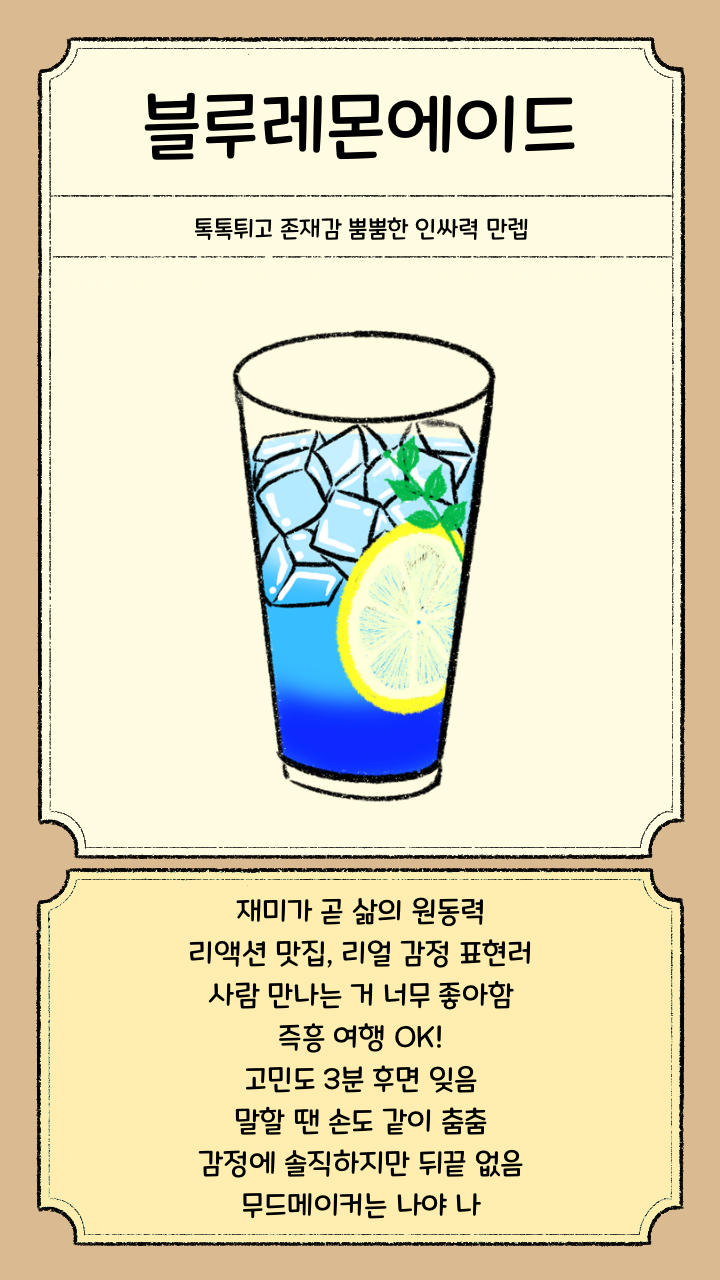 블루레몬에이드
톡톡튀고 존재감 뿜뿜한 인싸력 만렙
재미가 곧 삶의 원동력
리액션 맛집, 리얼 감정 표현러
사람 만나는 거 너무 좋아함
즉흥 여행 OK!
고민도 3분 후면 잊음
말할 땐 손도 같이 춤춤
감정에 솔직하지만 뒤끝 없음
무드메이커는 나야 나